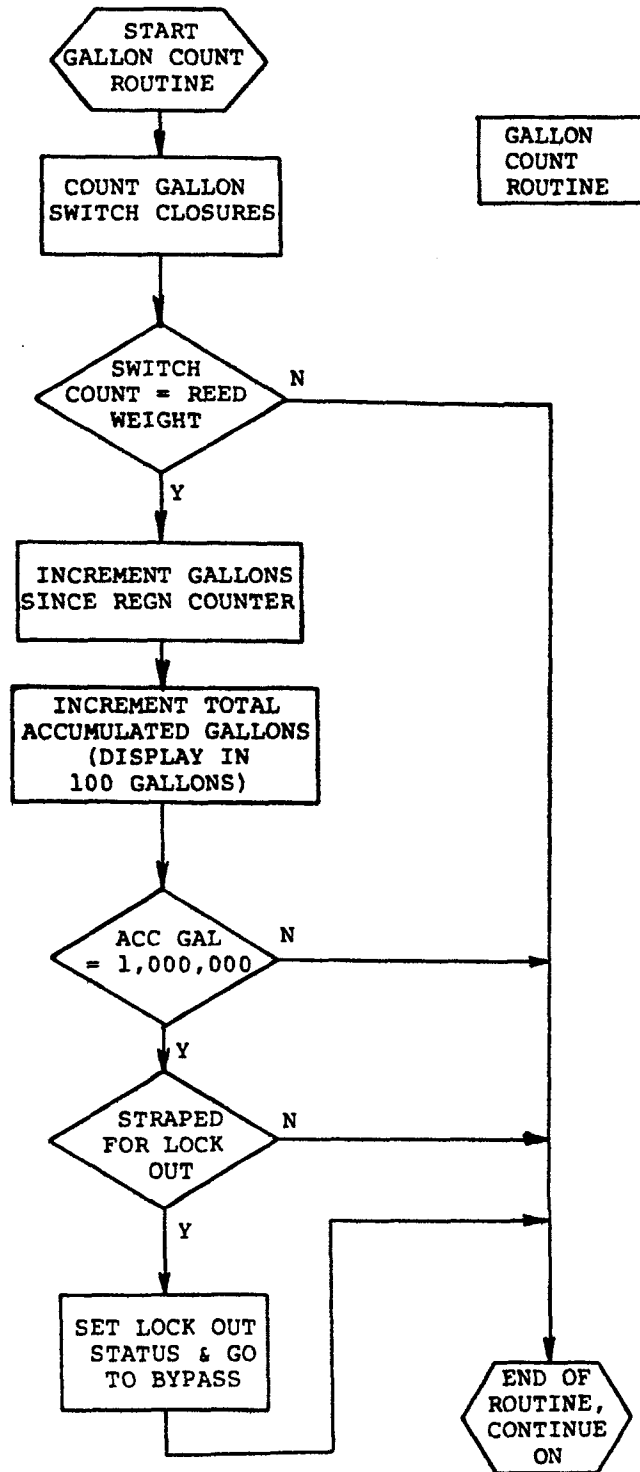 START
GALLON COUNT
ROUTINE
GALLON
COUNT
ROUTINE
COUNT GALLON
SWITCH CLOSURES
SWITCH
COUNT = REED
WEIGHT
N
Y
INCREMENT GALLONS
SINCE REGN COUNTER
INCREMENT TOTAL
ACCUMULATED GALLONS
(DISPLAY IN
100 GALLONS)
ACC GAL
= 1,000,000
N
Y
STRAPED
FOR LOCK
OUT
N
Y
SET LOCK OUT
STATUS & GO
TO BYPASS
END OF
ROUTINE,
CONTINUE
ON